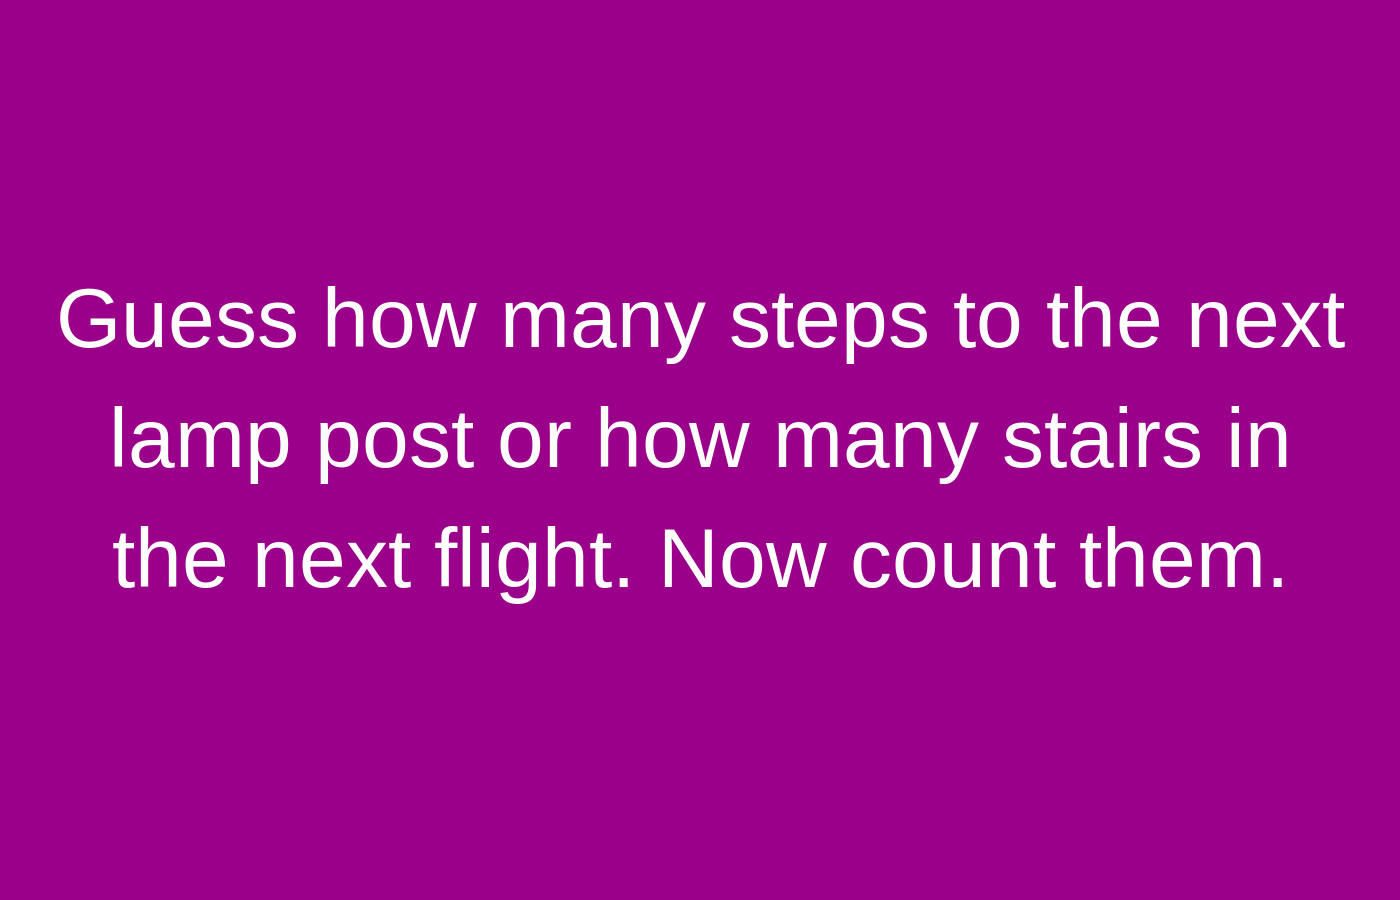 Guess how many steps to the next
lamp post or how many stairs in
the next flight. Now count them.